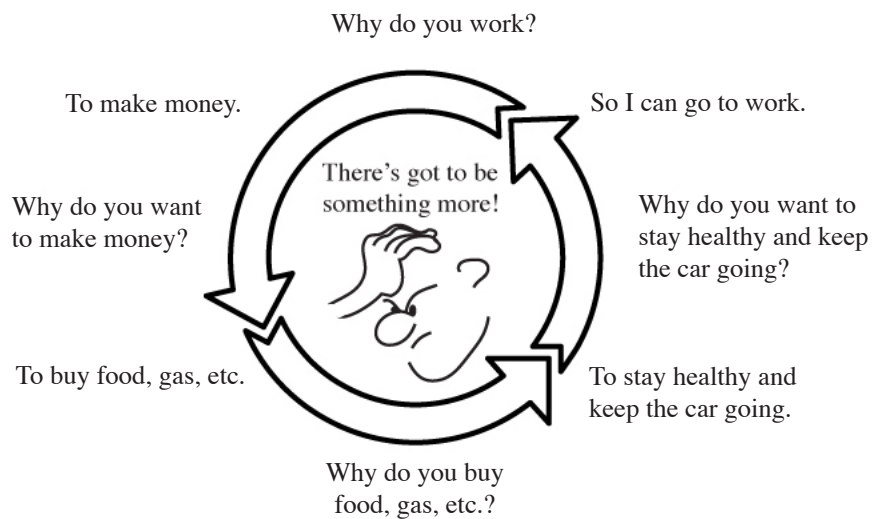 Why do you work?
To make money.
Why do you want
to make money?
To buy food, gas, etc.
Why do you buy
food, gas, etc.?
To stay healthy and
keep the car going.
Why do you want to
stay healthy and keep
the car going?
So I can go to work.
There's got to be
something more!